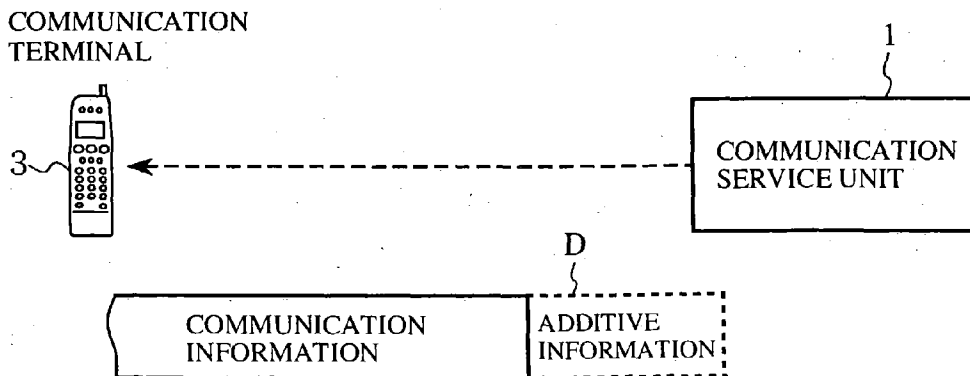 COMMUNICATION
TERMINAL
1
3
COMMUNICATION
SERVICE UNIT
D
COMMUNICATION
INFORMATION
ADDITIVE
INFORMATION